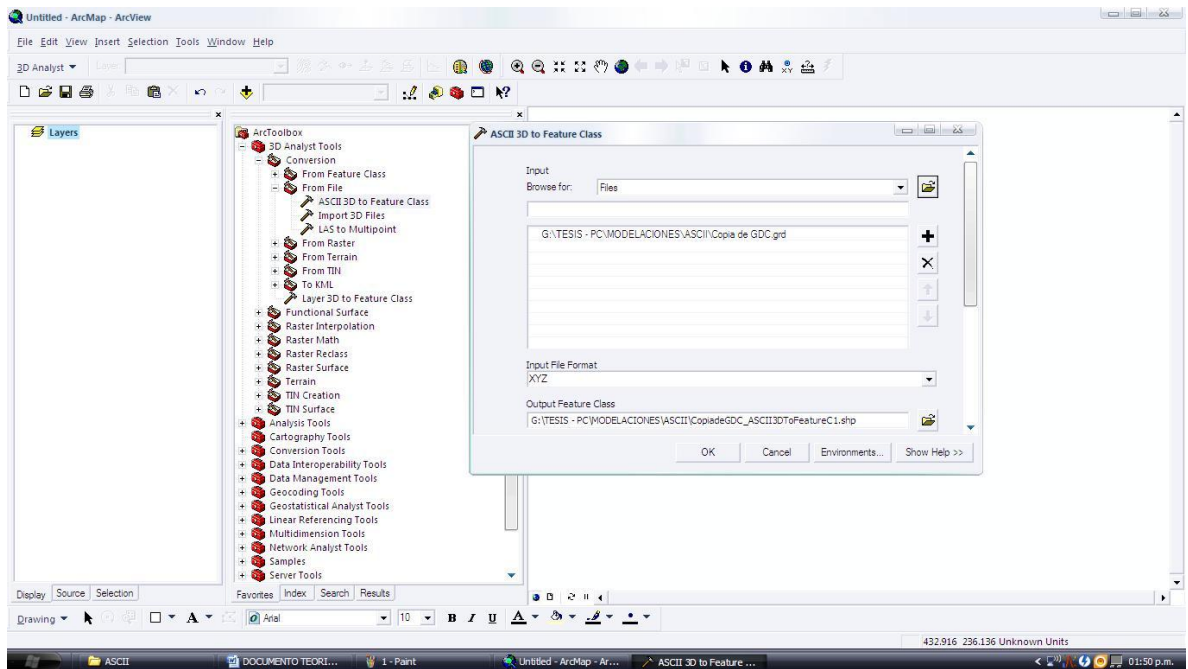 Untitled - ArcMap - ArcView
File Edit View Insert Selection Tools Window Help
3D Analyst Layer:
Layers
ArcToolbox
3D Analyst Tools
Conversion
From Feature Class
From File
ASCII 3D to Feature Class
Import 3D Files
LAS to Multipoint
From Raster
From Terrain
From TIN
To KML
Layer 3D to Feature Class
Functional Surface
Raster Interpolation
Raster Math
Raster Reclass
Raster Surface
Terrain
TIN Creation
TIN Surface
Analysis Tools
Cartography Tools
Conversion Tools
Data Interoperability Tools
Data Management Tools
Geocoding Tools
Geostatistical Analyst Tools
Linear Referencing Tools
Multidimension Tools
Network Analyst Tools
Samples
Server Tools
ASCII 3D to Feature Class
Input
Browse for: Files
G:\TESIS - PC\MODELACIONES\ASCII\Copia de GDC.grd
Input File Format
XYZ
Output Feature Class
G:\TESIS - PC\MODELACIONES\ASCII\CopiadeGDC_ASCII3DToFeatureC1.shp
OK Cancel Environments... Show Help >>
Display Source Selection
Favorites Index Search Results
Drawing A Arial 10 B I U A
432.916 236.136 Unknown Units
ASCII DOCUMENTO TEORI... 1 - Paint Untitled - ArcMap - Ar... ASCII 3D to Feature ... 01:50 p.m.